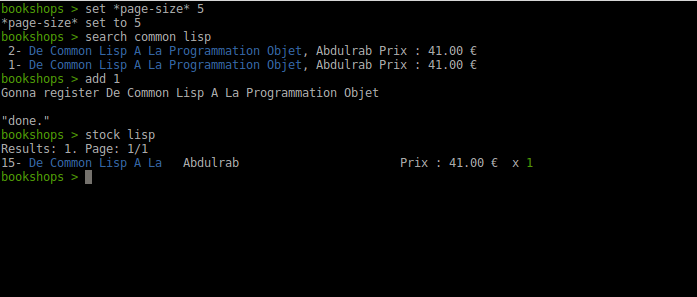 bookshops > set *page-size* 5
*page-size* set to 5
bookshops > search common lisp
 2- De Common Lisp A La Programmation Objet, Abdulrab Prix : 41.00 €
 1- De Common Lisp A La Programmation Objet, Abdulrab Prix : 41.00 €
bookshops > add 1
Gonna register De Common Lisp A La Programmation Objet
"done."
bookshops > stock lisp
Results: 1. Page: 1/1
15- De Common Lisp A La   Abdulrab                       Prix : 41.00 €  x 1
bookshops >